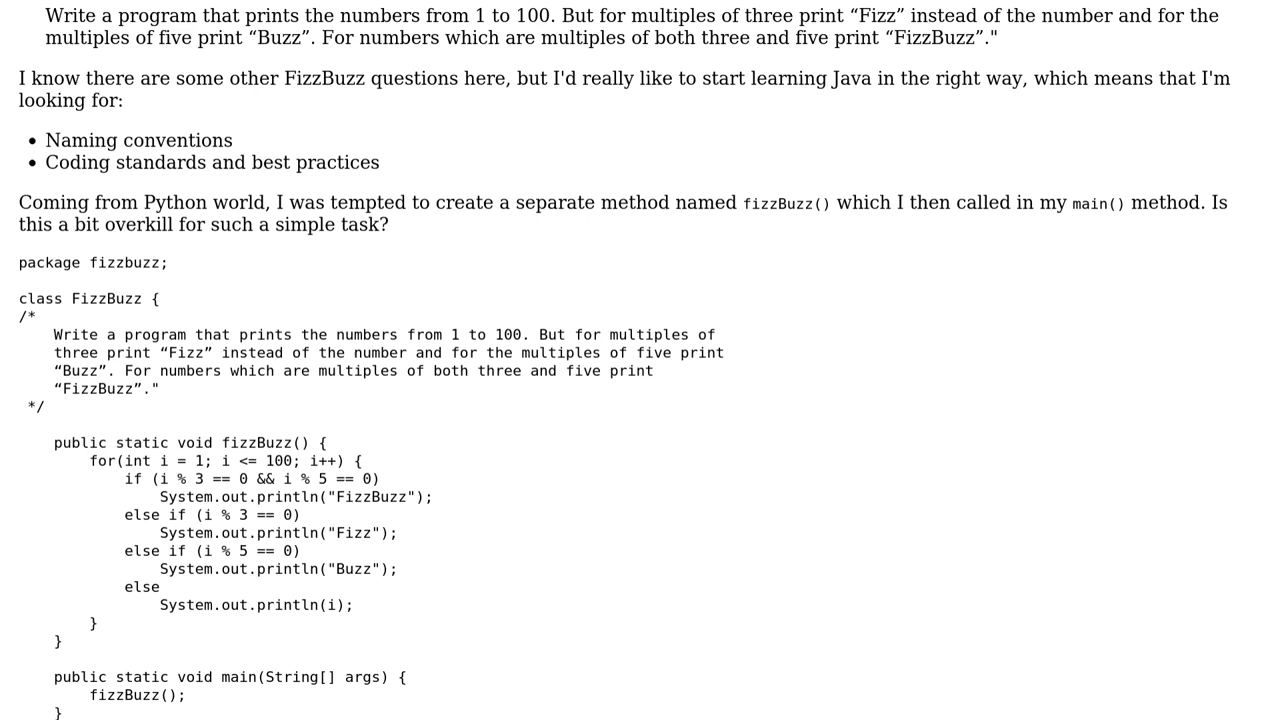 Write a program that prints the numbers from 1 to 100. But for multiples of three print “Fizz” instead of the number and for the
multiples of five print “Buzz”. For numbers which are multiples of both three and five print “FizzBuzz”."
I know there are some other FizzBuzz questions here, but I'd really like to start learning Java in the right way, which means that I'm
looking for:
• Naming conventions
• Coding standards and best practices
Coming from Python world, I was tempted to create a separate method named fizzBuzz() which I then called in my main() method. Is
this a bit overkill for such a simple task?
package fizzbuzz;
class FizzBuzz {
/*
    Write a program that prints the numbers from 1 to 100. But for multiples of
    three print “Fizz” instead of the number and for the multiples of five print
    “Buzz”. For numbers which are multiples of both three and five print
    “FizzBuzz”."
 */
    public static void fizzBuzz() {
        for(int i = 1; i <= 100; i++) {
            if (i % 3 == 0 && i % 5 == 0)
                System.out.println("FizzBuzz");
            else if (i % 3 == 0)
                System.out.println("Fizz");
            else if (i % 5 == 0)
                System.out.println("Buzz");
            else
                System.out.println(i);
        }
    }
    public static void main(String[] args) {
        fizzBuzz();
    }